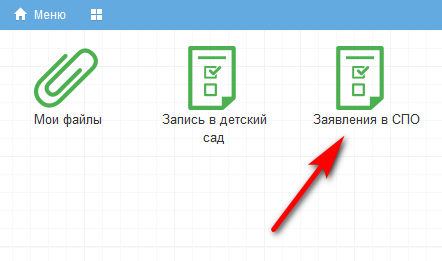 Меню
Мои файлы
Запись в детский
сад
Заявления в СПО